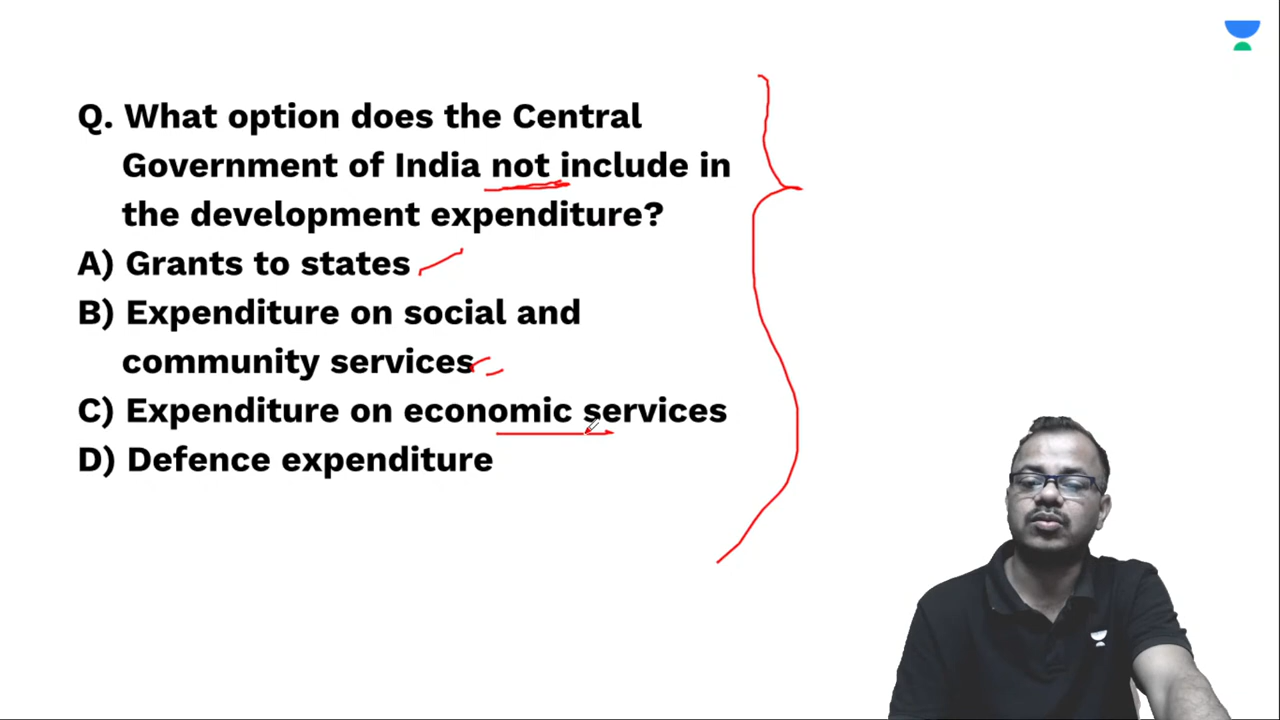 Q. What option does the Central
Government of India not include in
the development expenditure?
A) Grants to states
B) Expenditure on social and
community services
C) Expenditure on economic services
D) Defence expenditure